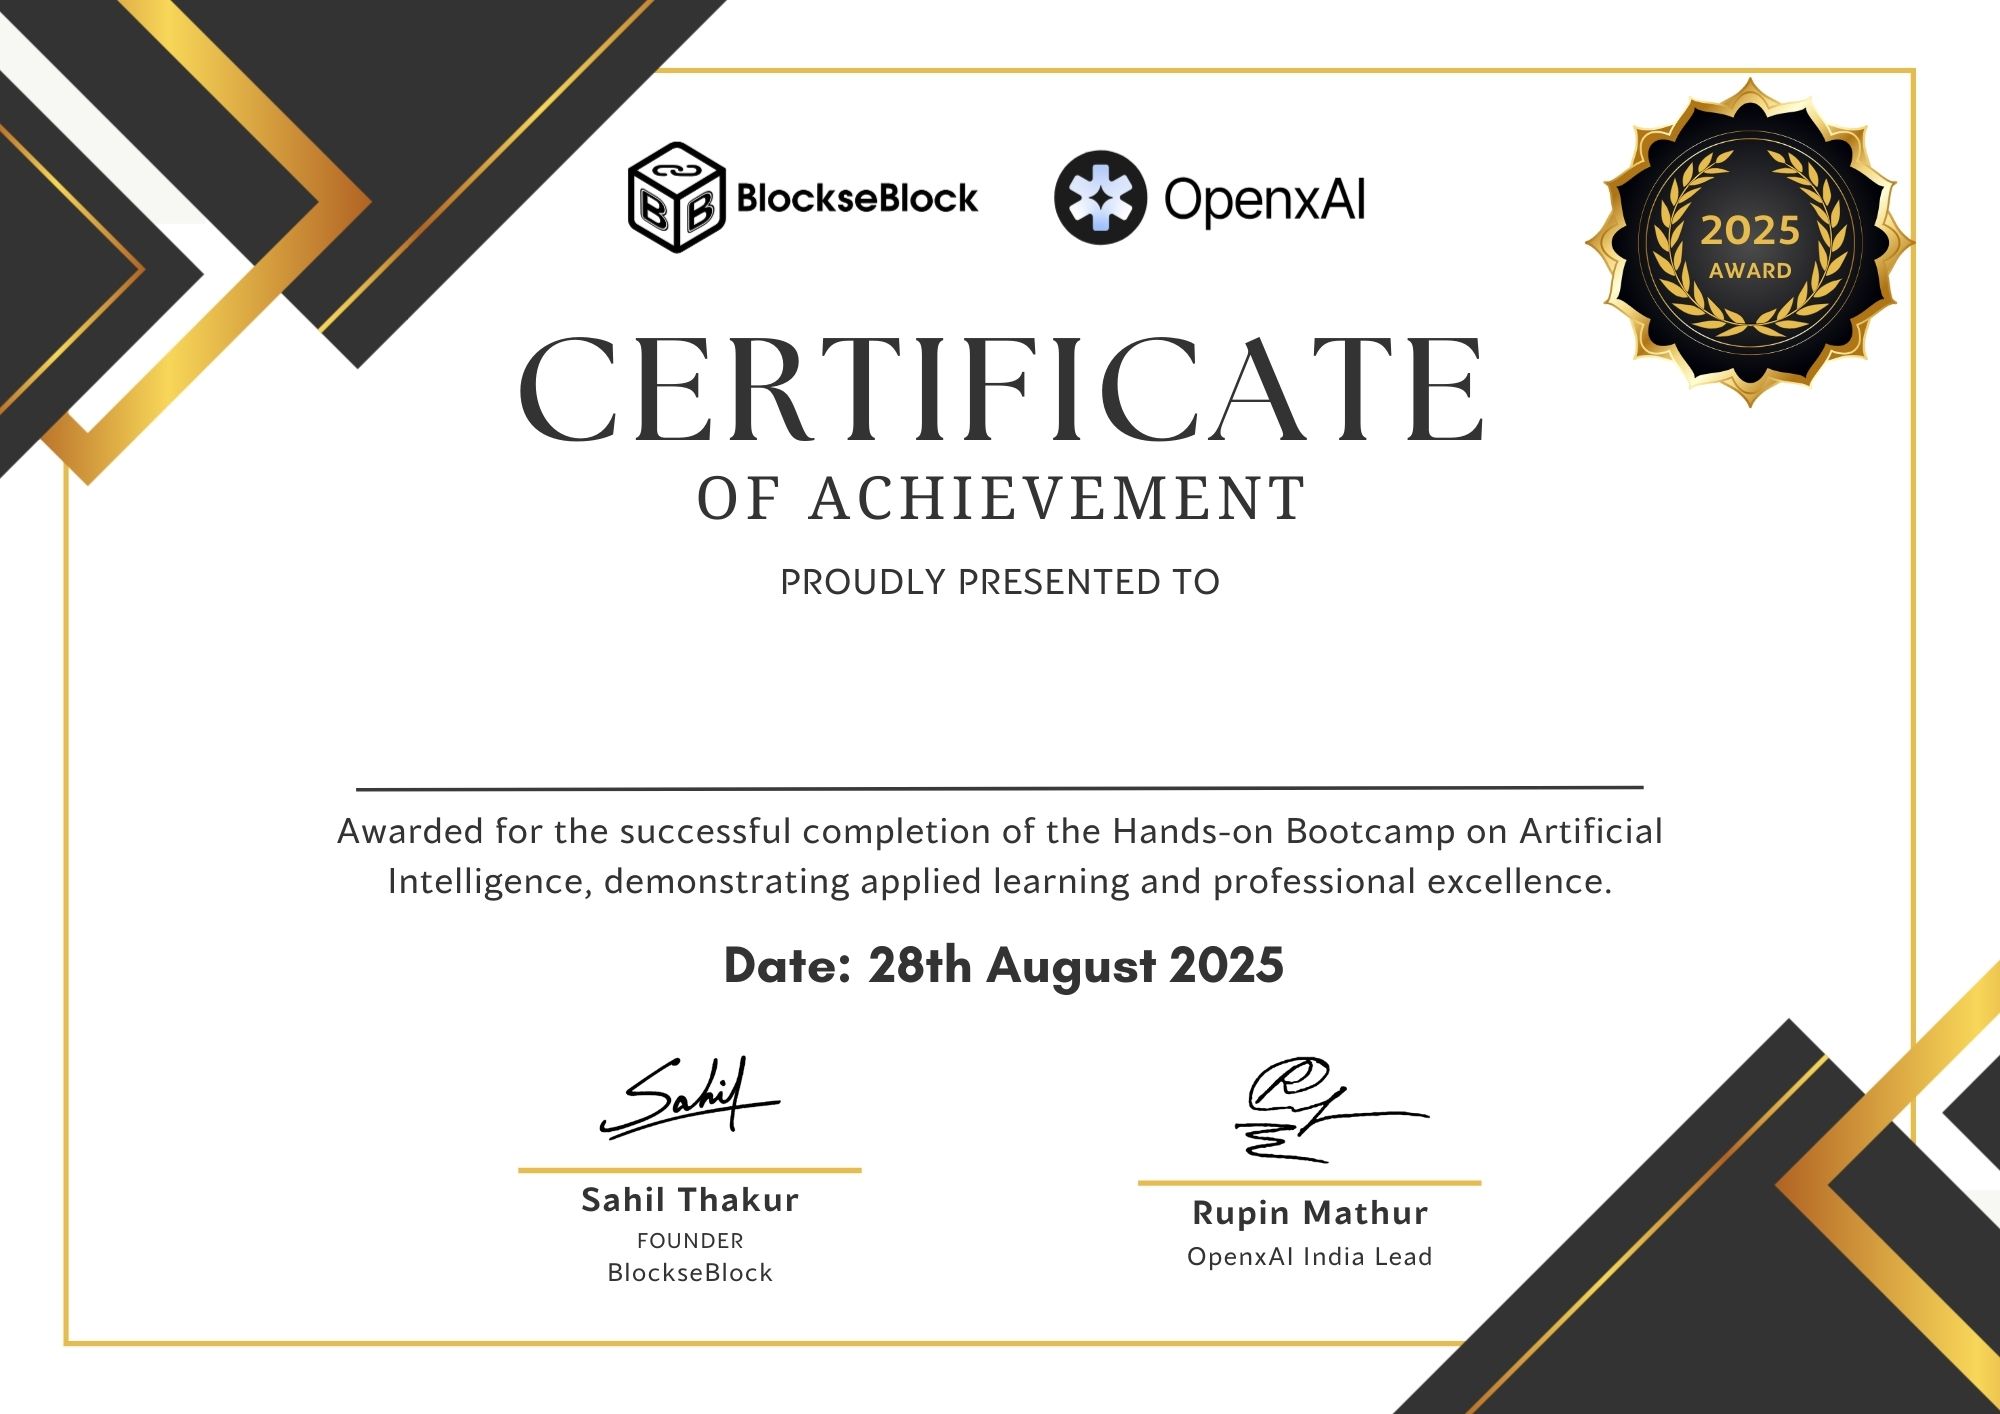 BlockseBlock
OpenxAI
2025
AWARD
CERTIFICATE
OF ACHIEVEMENT
PROUDLY PRESENTED TO
Awarded for the successful completion of the Hands-on Bootcamp on Artificial
Intelligence, demonstrating applied learning and professional excellence.
Date: 28th August 2025
Sahil
Sahil Thakur
FOUNDER
BlockseBlock
Rupin Mathur
OpenxAI India Lead